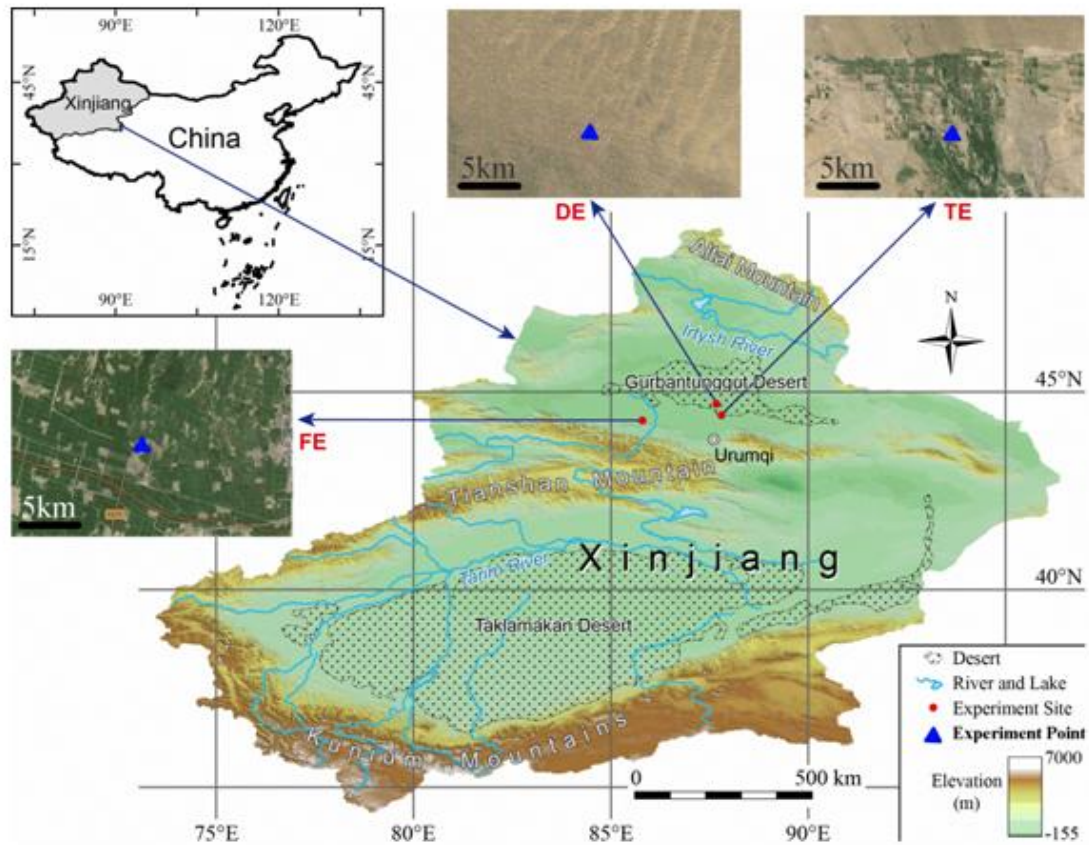 90°E
120°E
45°N
45°N
Xinjiang
China
15°N
15°N
90°E
120°E
5km
DE
5km
TE
5km
FE
Altai Mountain
Irtysh River
N
Gurbantunggut Desert
45°N
Urumqi
Tianshan Mountain
Xinjiang
Tarim River
40°N
Taklamakan Desert
Kunlum Mountains
0 500 km
75°E
80°E
85°E
90°E
Desert
River and Lake
Experiment Site
Experiment Point
Elevation
(m)
7000
-155